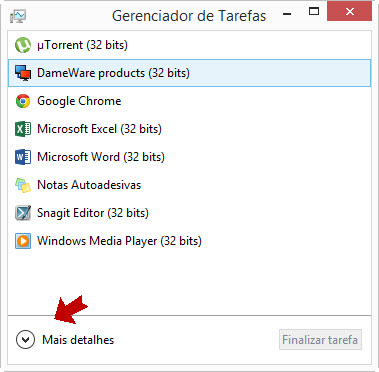 Gerenciador de Tarefas
µTorrent (32 bits)
DameWare products (32 bits)
Google Chrome
Microsoft Excel (32 bits)
Microsoft Word (32 bits)
Notas Autoadesivas
Snagit Editor (32 bits)
Windows Media Player (32 bits)
Mais detalhes
Finalizar tarefa